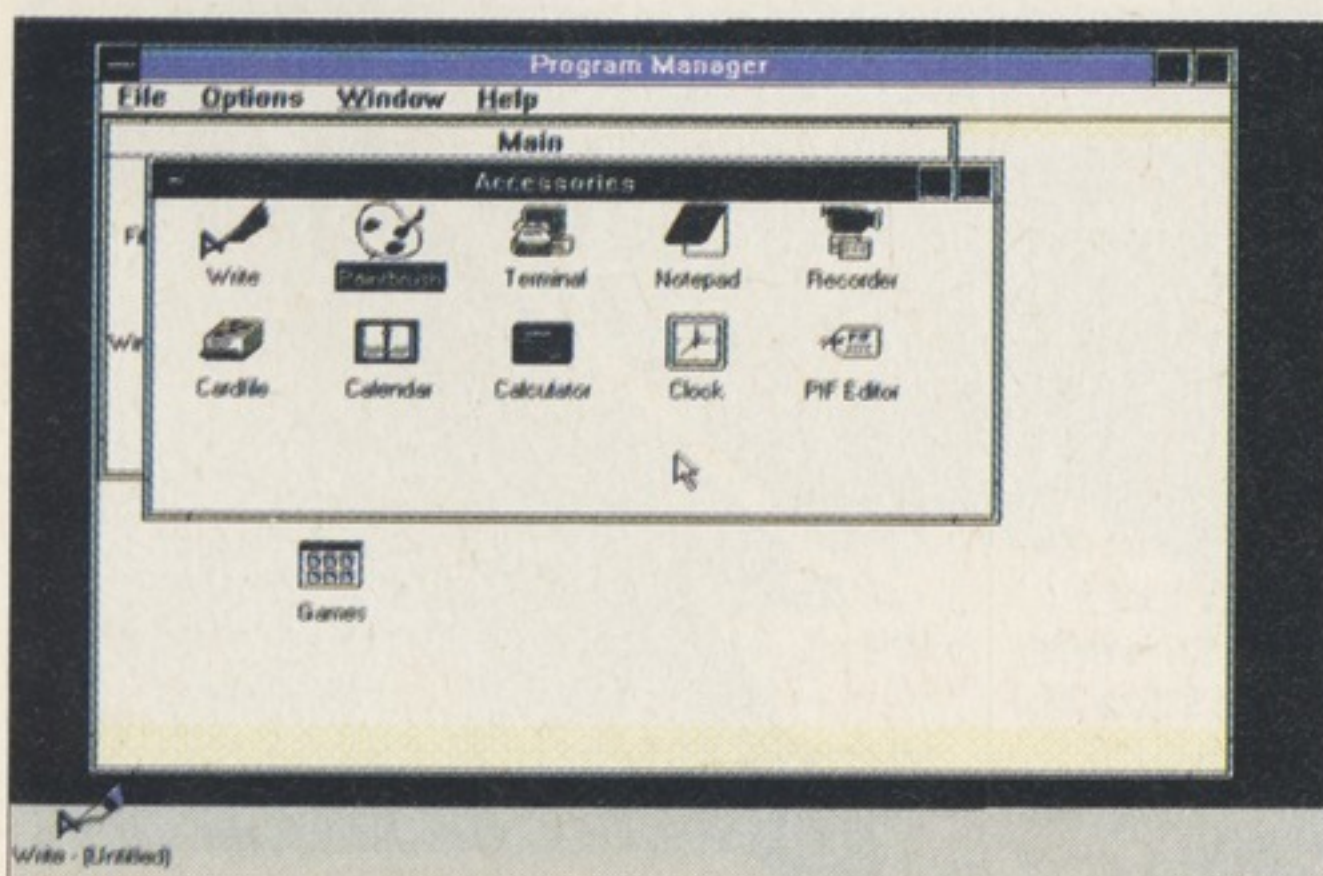 Program Manager
File Options Window Help
Main
Accessories
Write Paintbrush Terminal Notepad Recorder
Cardfile Calendar Calculator Clock PIF Editor
Games
Write - (Untitled)